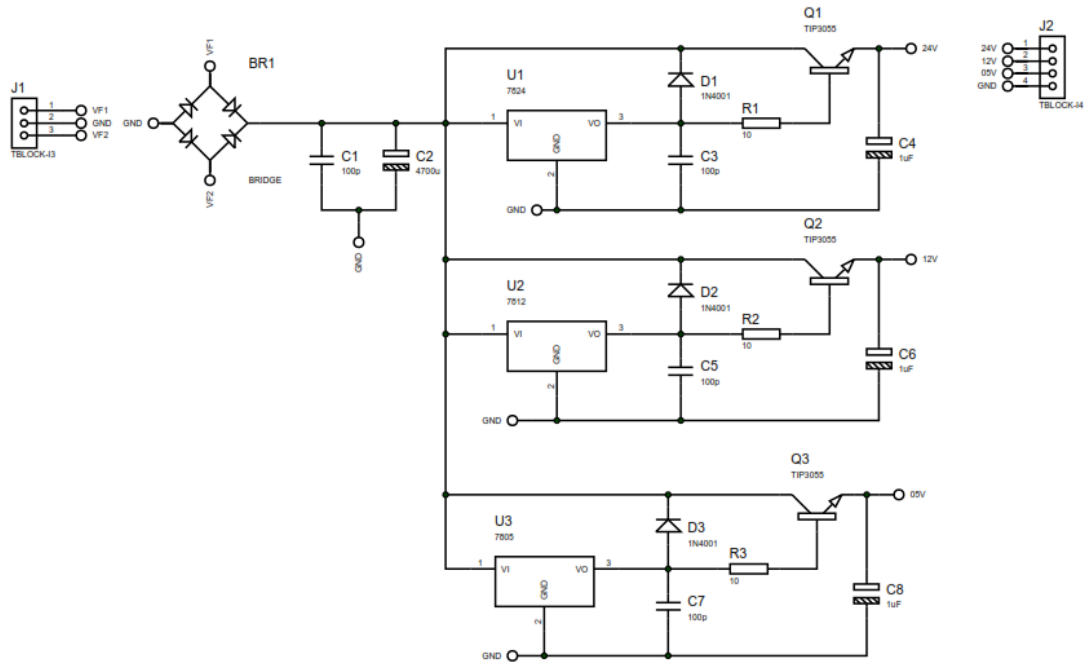 J1
1
VF1
2
GND
3
VF2
TBLOCK-I3
VF1
BR1
GND
VF2
BRIDGE
C1
100p
C2
4700u
GND
U1
7824
1
VI
VO
3
GND
2
GND
D1
1N4001
R1
10
C3
100p
Q1
TIP3055
24V
C4
1uF
J2
24V
1
12V
2
05V
3
GND
4
TBLOCK-I4
U2
7812
1
VI
VO
3
GND
2
GND
D2
1N4001
R2
10
C5
100p
Q2
TIP3055
12V
C6
1uF
U3
7805
1
VI
VO
3
GND
2
GND
D3
1N4001
R3
10
C7
100p
Q3
TIP3055
05V
C8
1uF